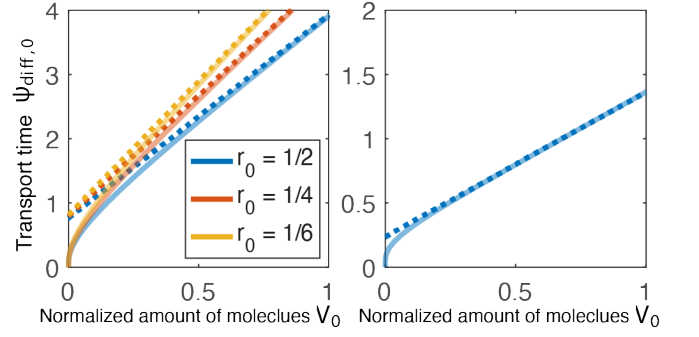 4
3
2
1
0
Transport time ψdiff,0
r0 = 1/2
r0 = 1/4
r0 = 1/6
0 0.5 1
Normalized amount of moleclues V0
2
1.5
1
0.5
0
0 0.5 1
Normalized amount of moleclues V0